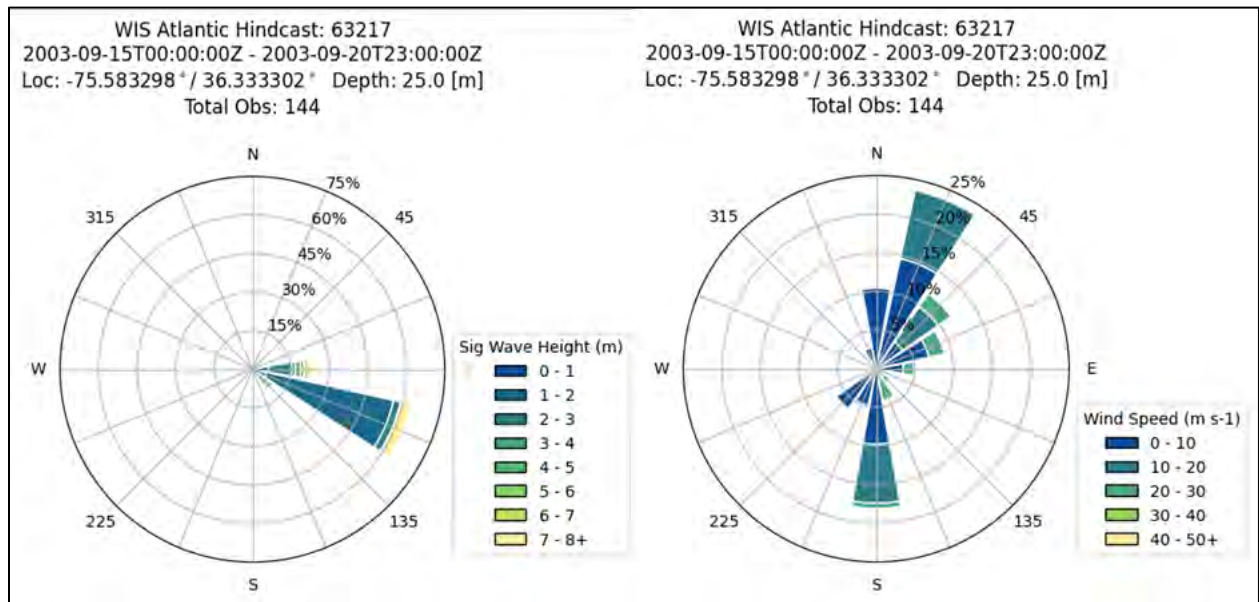 WIS Atlantic Hindcast: 63217
2003-09-15T00:00:00Z - 2003-09-20T23:00:00Z
Loc: -75.583298 ° / 36.333302 ° Depth: 25.0 [m]
Total Obs: 144
N
75%
315
60%
45
45%
30%
15%
W
225
135
S
Sig Wave Height (m)
0 - 1
1 - 2
2 - 3
3 - 4
4 - 5
5 - 6
6 - 7
7 - 8+
WIS Atlantic Hindcast: 63217
2003-09-15T00:00:00Z - 2003-09-20T23:00:00Z
Loc: -75.583298 ° / 36.333302 ° Depth: 25.0 [m]
Total Obs: 144
N
25%
315
20%
45
15%
10%
5%
W
E
225
135
S
Wind Speed (m s-1)
0 - 10
10 - 20
20 - 30
30 - 40
40 - 50+